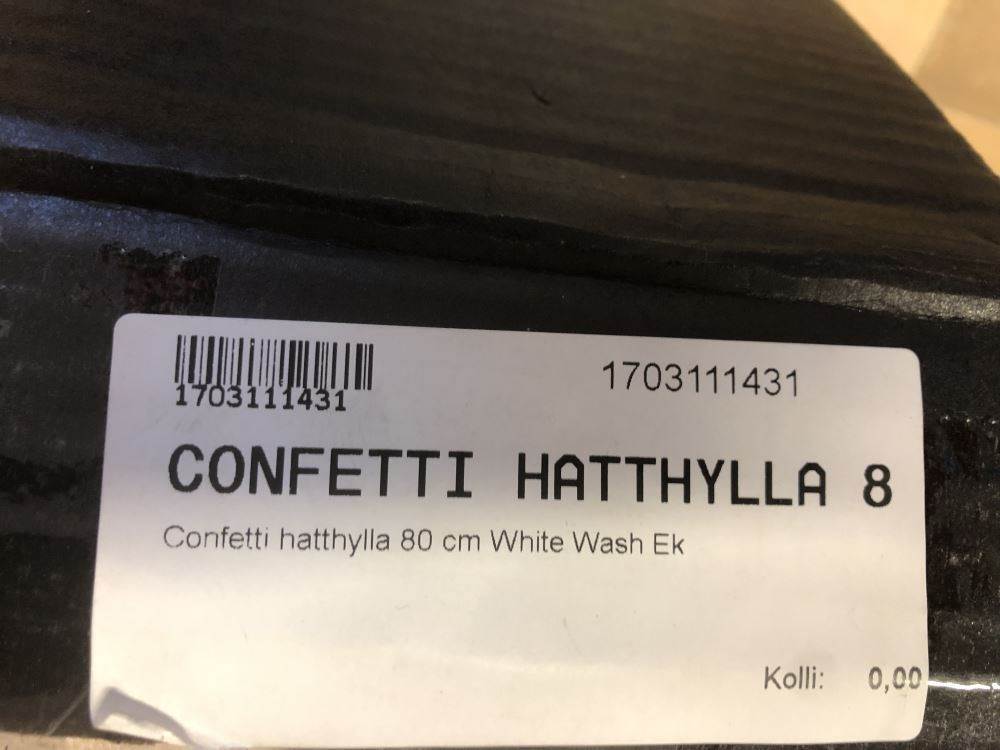 1703111431
1703111431
CONFETTI HATTHYLLA 8
Confetti hatthylla 80 cm White Wash Ek
Kolli: 0,00